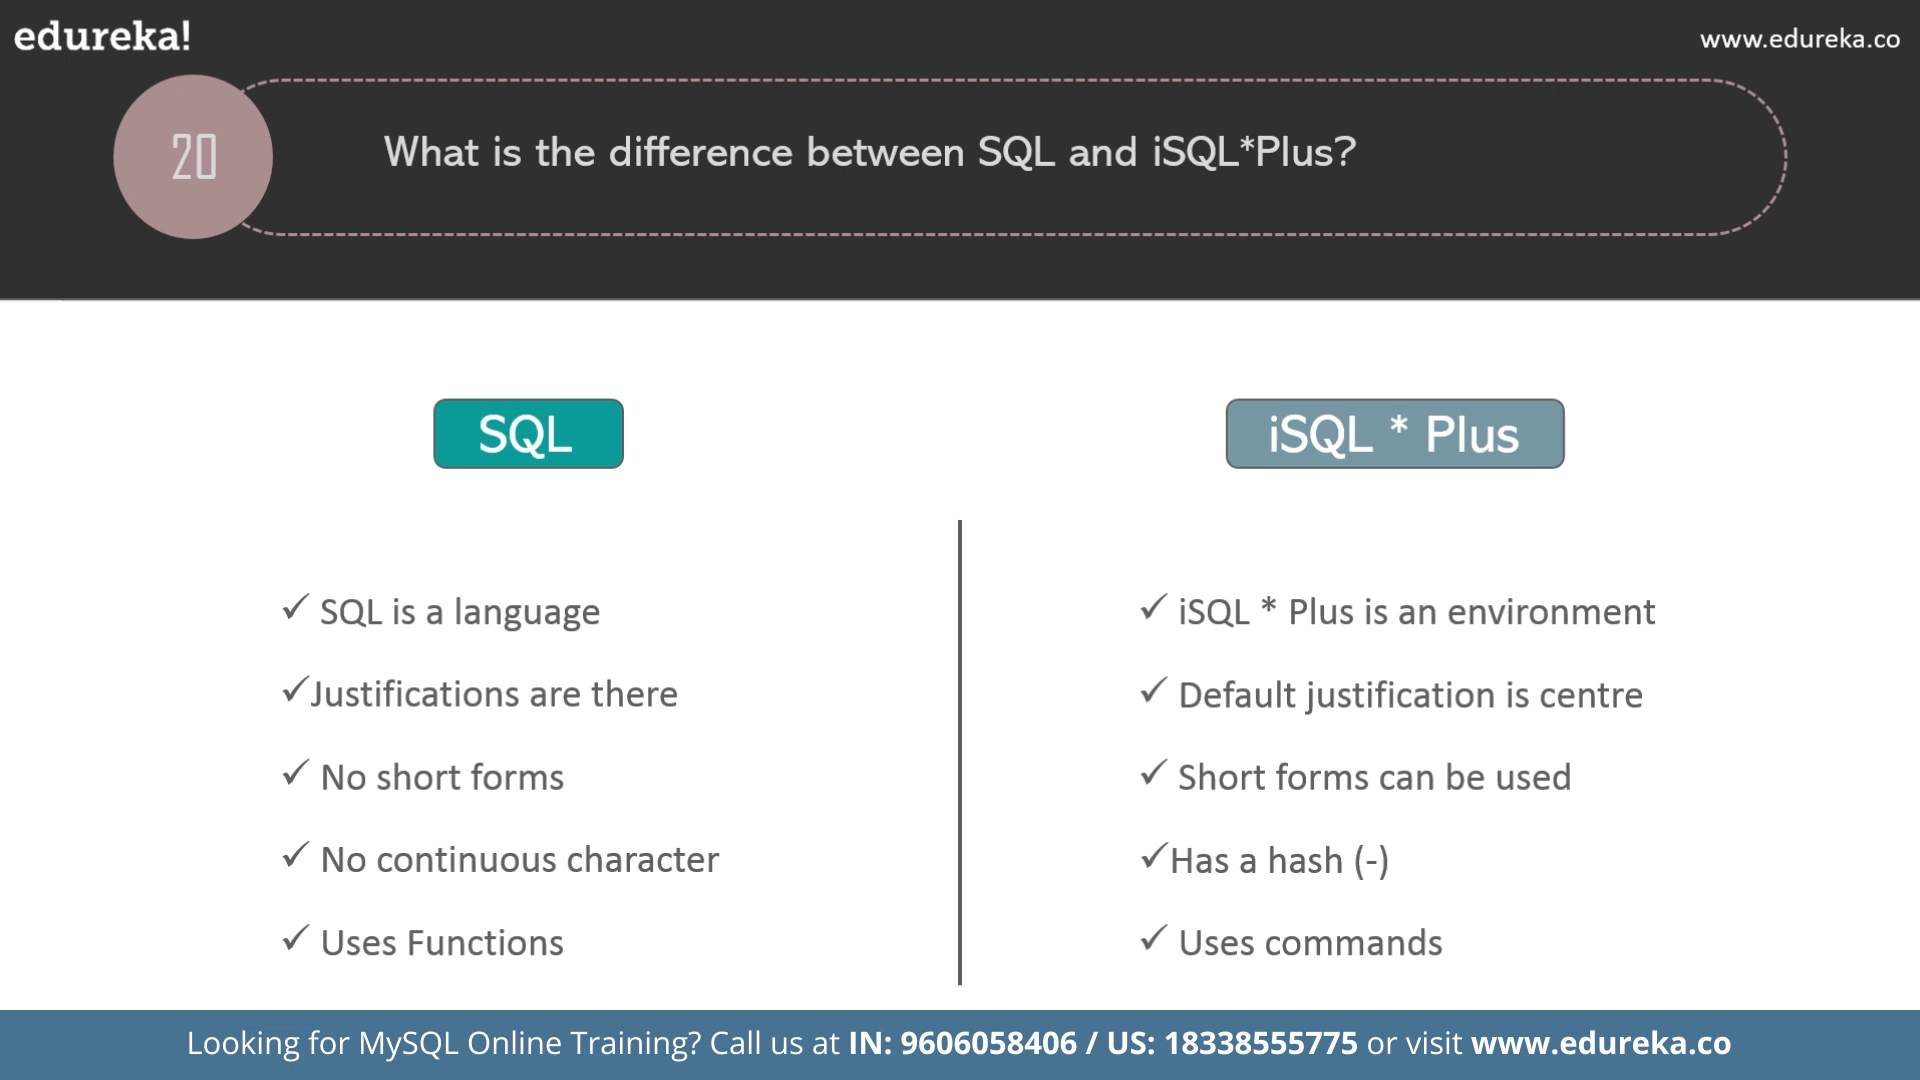 edureka!
www.edureka.co
20
What is the difference between SQL and iSQL*Plus?
SQL
✓ SQL is a language
✓Justifications are there
✓ No short forms
✓ No continuous character
✓ Uses Functions
iSQL * Plus
✓ iSQL * Plus is an environment
✓ Default justification is centre
✓ Short forms can be used
✓Has a hash (-)
✓ Uses commands
Looking for MySQL Online Training? Call us at IN: 9606058406 / US: 18338555775 or visit www.edureka.co